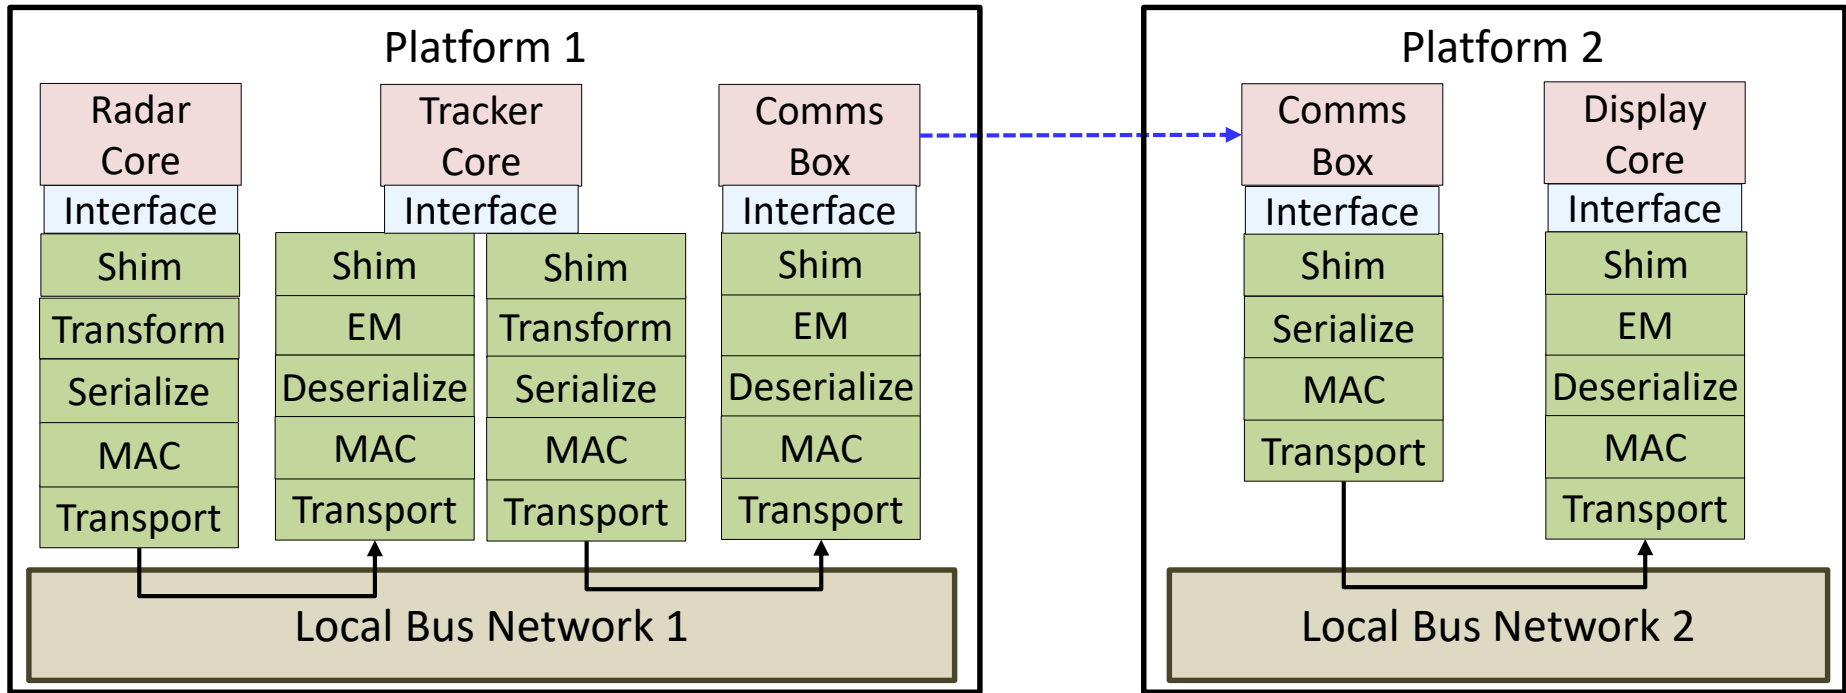 Platform 1
Radar
Core
Interface
Shim
Transform
Serialize
MAC
Transport
Tracker
Core
Interface
Shim
EM
Deserialize
MAC
Transport
Shim
Transform
Serialize
MAC
Transport
Comms
Box
Interface
Shim
EM
Deserialize
MAC
Transport
Local Bus Network 1
Platform 2
Comms
Box
Interface
Shim
Serialize
MAC
Transport
Display
Core
Interface
Shim
EM
Deserialize
MAC
Transport
Local Bus Network 2